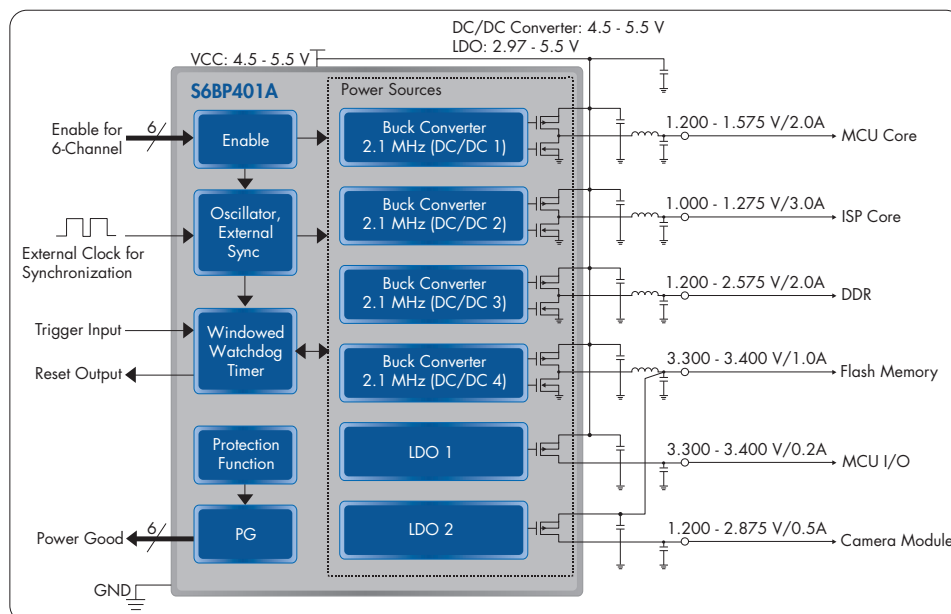 DC/DC Converter: 4.5 - 5.5 V
LDO: 2.97 - 5.5 V
VCC: 4.5 - 5.5 V
S6BP401A
Power Sources
Enable for
6-Channel
6
Enable
Buck Converter
2.1 MHz (DC/DC 1)
1.200 - 1.575 V/2.0A
MCU Core
External Clock for
Synchronization
Oscillator,
External
Sync
Buck Converter
2.1 MHz (DC/DC 2)
1.000 - 1.275 V/3.0A
ISP Core
Buck Converter
2.1 MHz (DC/DC 3)
1.200 - 2.575 V/2.0A
DDR
Trigger Input
Reset Output
Windowed
Watchdog
Timer
Buck Converter
2.1 MHz (DC/DC 4)
3.300 - 3.400 V/1.0A
Flash Memory
Protection
Function
LDO 1
3.300 - 3.400 V/0.2A
MCU I/O
Power Good
6
PG
LDO 2
1.200 - 2.875 V/0.5A
Camera Module
GND